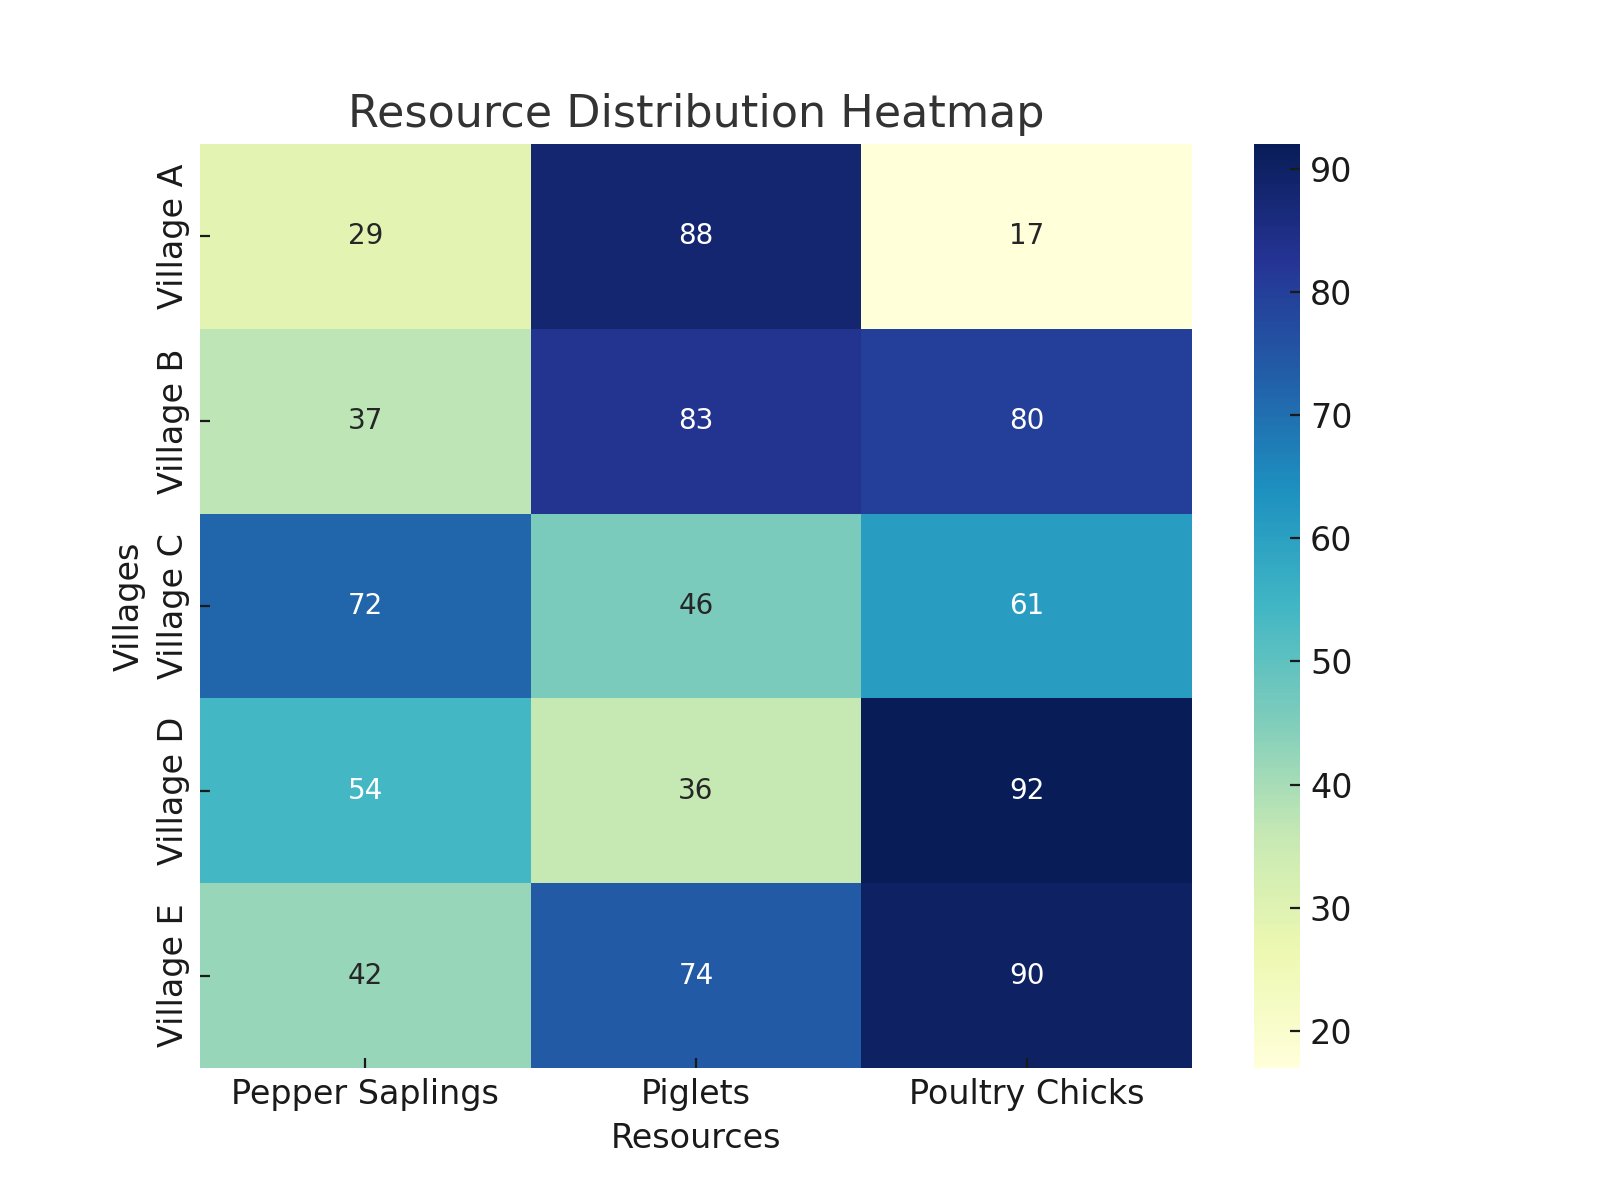 Resource Distribution Heatmap
Villages
Village A
29 88 17
Village B
37 83 80
Village C
72 46 61
Village D
54 36 92
Village E
42 74 90
Pepper Saplings Piglets Poultry Chicks
Resources
90
80
70
60
50
40
30
20